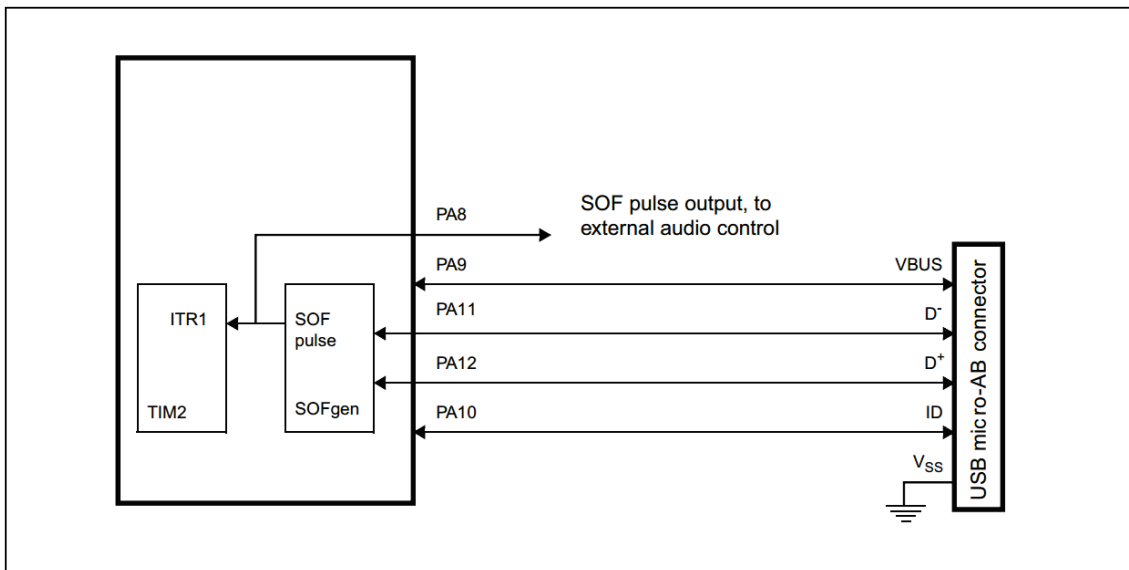 PA8
SOF pulse output, to
external audio control
PA9
VBUS
PA11
D-
ITR1
SOF
pulse
PA12
D+
TIM2
SOFgen
PA10
ID
VSS
USB micro-AB connector